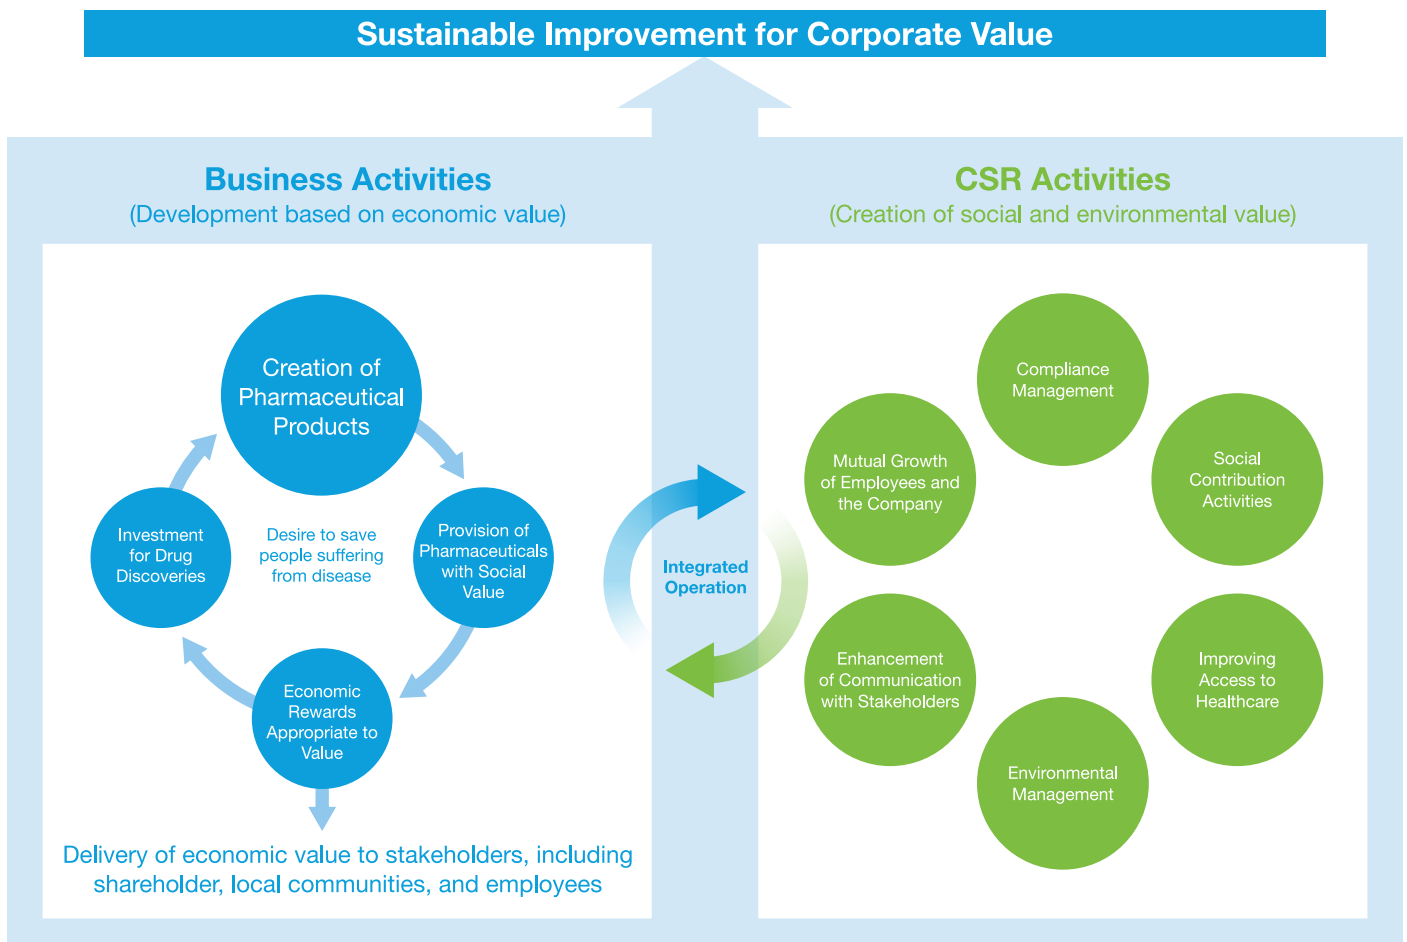 Sustainable Improvement for Corporate Value
Business Activities
(Development based on economic value)
Creation of
Pharmaceutical
Products
Investment
for Drug
Discoveries
Desire to save
people suffering
from disease
Provision of
Pharmaceuticals
with Social
Value
Economic
Rewards
Appropriate to
Value
Delivery of economic value to stakeholders, including
shareholder, local communities, and employees
Integrated
Operation
CSR Activities
(Creation of social and environmental value)
Compliance
Management
Mutual Growth
of Employees and
the Company
Social
Contribution
Activities
Enhancement
of Communication
with Stakeholders
Improving
Access to
Healthcare
Environmental
Management